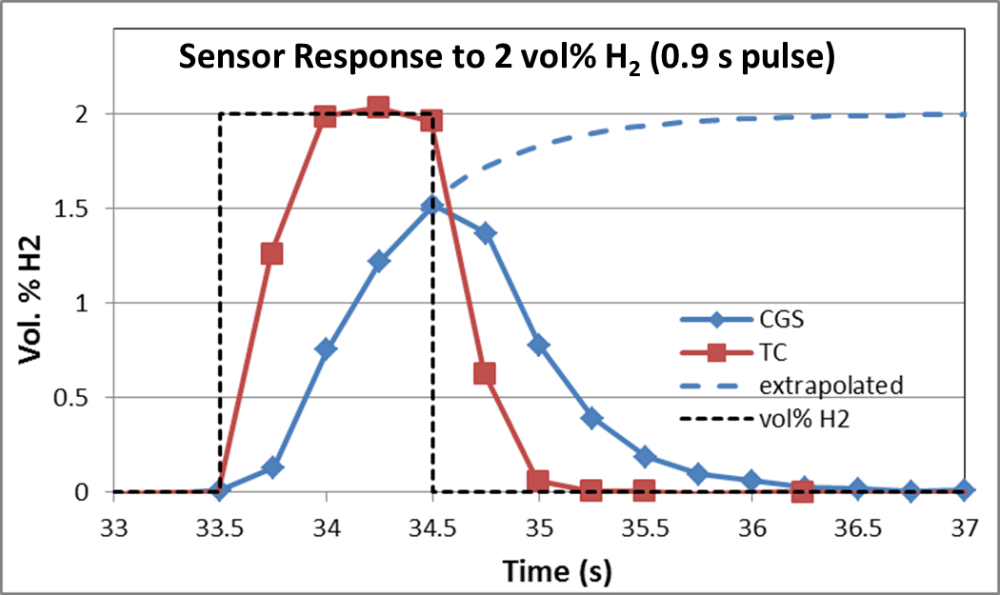 Sensor Response to 2 vol% H₂ (0.9 s pulse)
Vol. % H2
2
1.5
1
0.5
0
CGS
TC
extrapolated
vol% H2
33 33.5 34 34.5 35 35.5 36 36.5 37
Time (s)